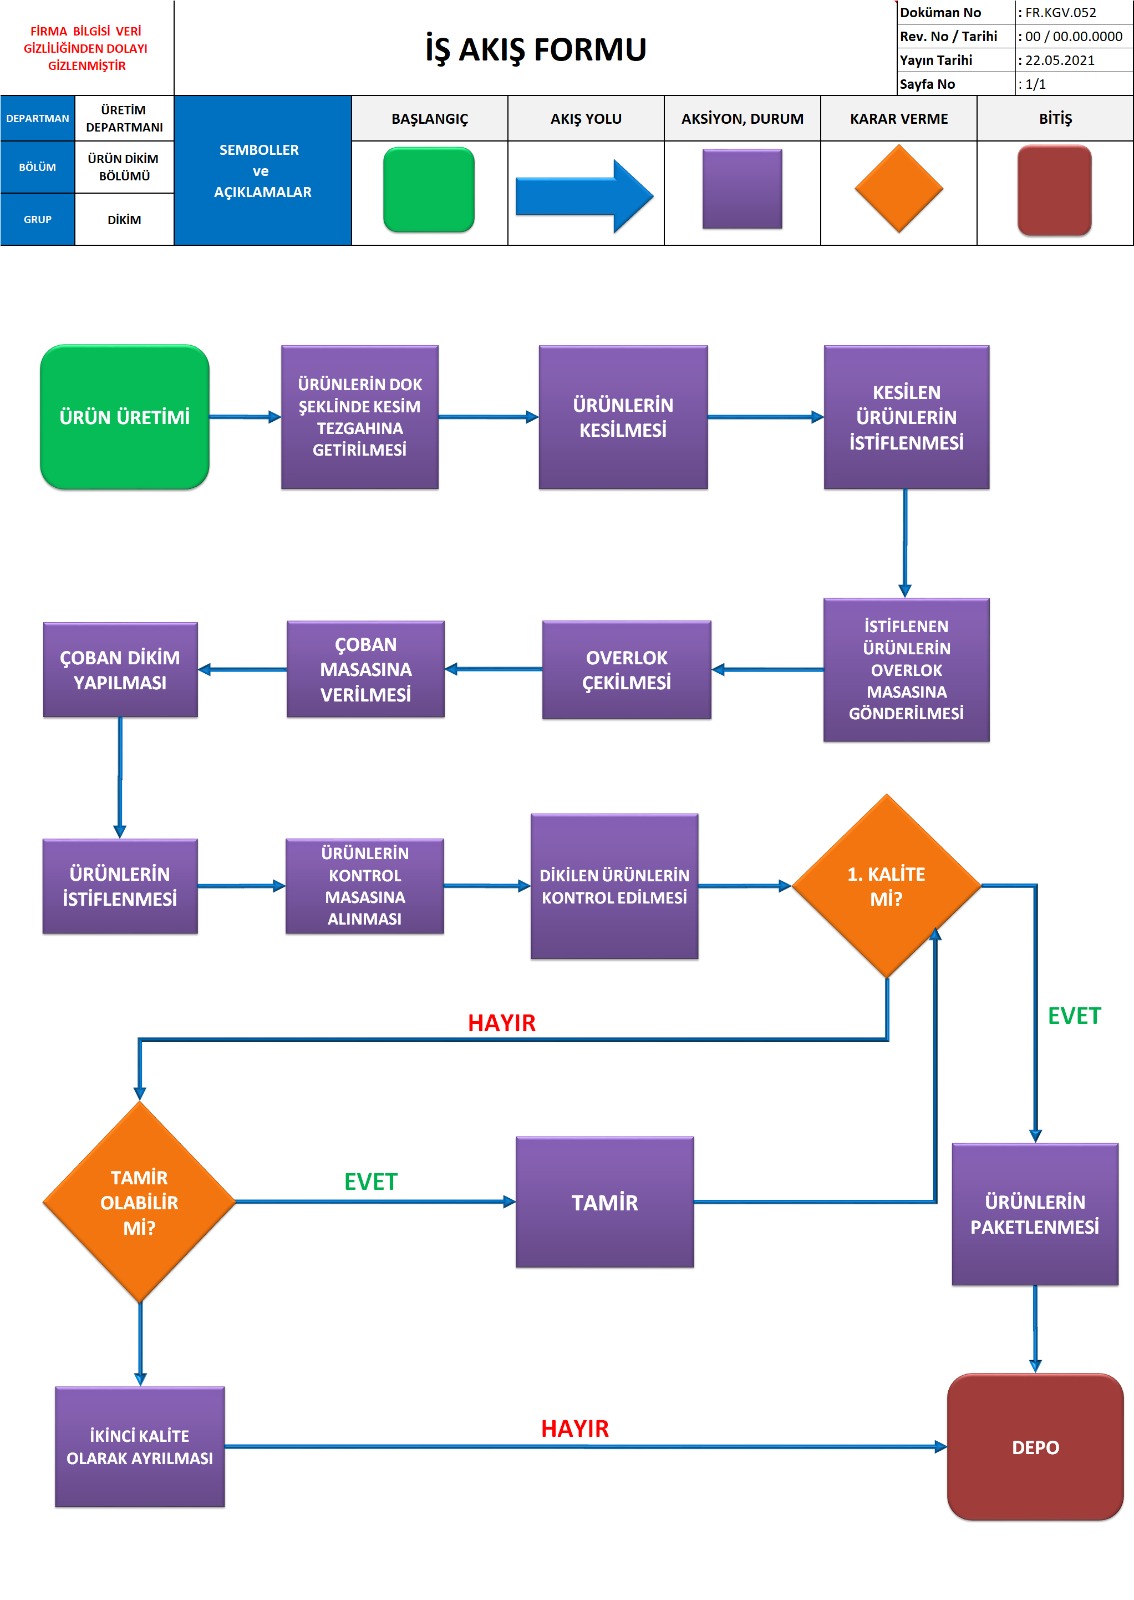 FİRMA BİLGİSİ VERİ
GİZLİLİĞİNDEN DOLAYI
GİZLENMİŞTİR
İŞ AKIŞ FORMU
Doküman No : FR.KGV.052
Rev. No / Tarihi : 00 / 00.00.0000
Yayın Tarihi : 22.05.2021
Sayfa No : 1/1
DEPARTMAN
ÜRETİM
DEPARTMANI
BÖLÜM
ÜRÜN DİKİM
BÖLÜMÜ
GRUP
DİKİM
SEMBOLLER
ve
AÇIKLAMALAR
BAŞLANGIÇ
AKIŞ YOLU
AKSİYON, DURUM
KARAR VERME
BİTİŞ
ÜRÜN ÜRETİMİ
ÜRÜNLERİN DOK
ŞEKLİNDE KESİM
TEZGAHINA
GETİRİLMESİ
ÜRÜNLERİN
KESİLMESİ
KESİLEN
ÜRÜNLERİN
İSTİFLENMESİ
İSTİFLENEN
ÜRÜNLERİN
OVERLOK
MASASINA
GÖNDERİLMESİ
OVERLOK
ÇEKİLMESİ
ÇOBAN
MASASINA
VERİLMESİ
ÇOBAN DİKİM
YAPILMASI
ÜRÜNLERİN
İSTİFLENMESİ
ÜRÜNLERİN
KONTROL
MASASINA
ALINMASI
DİKİLEN ÜRÜNLERİN
KONTROL EDİLMESİ
1. KALİTE
Mİ?
HAYIR
EVET
TAMİR
OLABİLİR
Mİ?
EVET
TAMİR
ÜRÜNLERİN
PAKETLENMESİ
İKİNCİ KALİTE
OLARAK AYRILMASI
HAYIR
DEPO